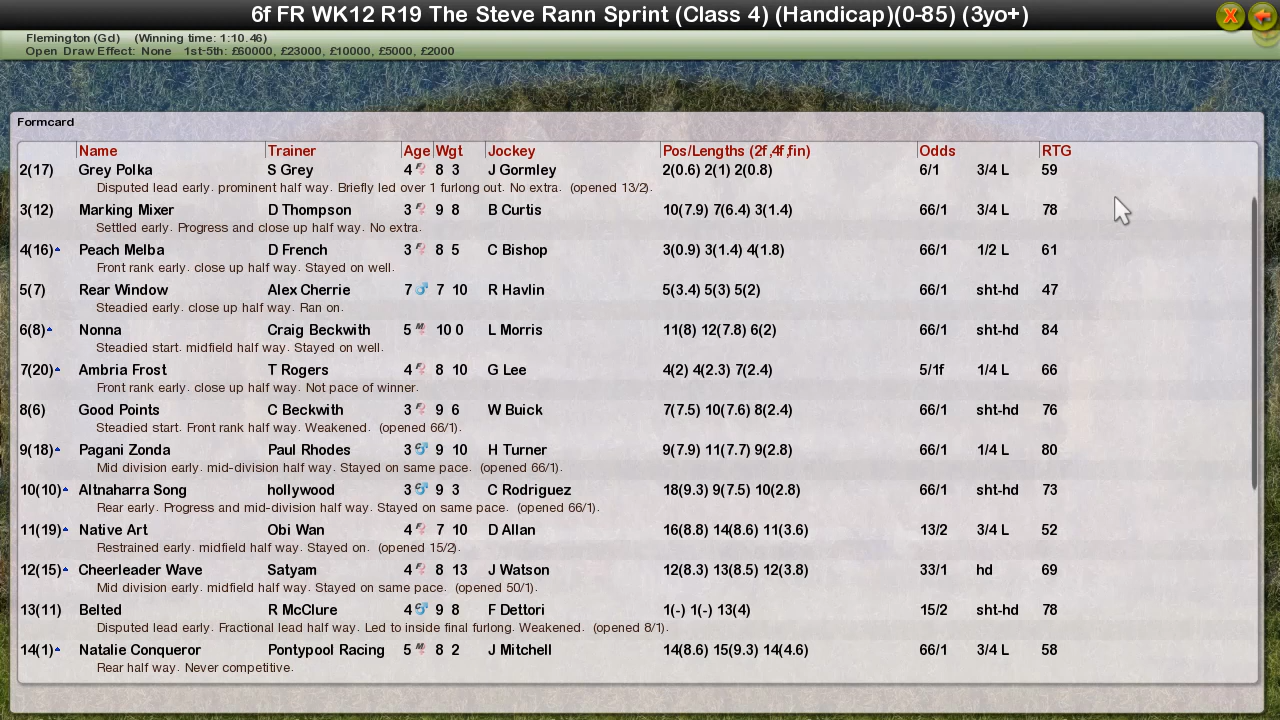 6f FR WK12 R19 The Steve Rann Sprint (Class 4) (Handicap)(0-85) (3yo+)
Flemington (Gd) (Winning time: 1:10.46)
Open Draw Effect: None 1st-5th: £60000, £23000, £10000, £5000, £2000
Formcard
Name Trainer Age Wgt Jockey Pos/Lengths (2f,4f,fin) Odds RTG
2(17) Grey Polka S Grey 4 8 3 J Gormley 2(0.6) 2(1) 2(0.8) 6/1 3/4 L 59
Disputed lead early. prominent half way. Briefly led over 1 furlong out. No extra. (opened 13/2).
3(12) Marking Mixer D Thompson 3 9 8 B Curtis 10(7.9) 7(6.4) 3(1.4) 66/1 3/4 L 78
Settled early. Progress and close up half way. No extra.
4(16) Peach Melba D French 3 8 5 C Bishop 3(0.9) 3(1.4) 4(1.8) 66/1 1/2 L 61
Front rank early. close up half way. Stayed on well.
5(7) Rear Window Alex Cherrie 7 7 10 R Havlin 5(3.4) 5(3) 5(2) 66/1 sht-hd 47
Steadied early. close up half way. Ran on.
6(8) Nonna Craig Beckwith 5 10 0 L Morris 11(8) 12(7.8) 6(2) 66/1 sht-hd 84
Steadied start. midfield half way. Stayed on well.
7(20) Ambria Frost T Rogers 4 8 10 G Lee 4(2) 4(2.3) 7(2.4) 5/1f 1/4 L 66
Front rank early. close up half way. Not pace of winner.
8(6) Good Points C Beckwith 3 9 6 W Buick 7(7.5) 10(7.6) 8(2.4) 66/1 sht-hd 76
Steadied start. Front rank half way. Weakened. (opened 66/1).
9(18) Pagani Zonda Paul Rhodes 3 9 10 H Turner 9(7.9) 11(7.7) 9(2.8) 66/1 1/4 L 80
Mid division early. mid-division half way. Stayed on same pace. (opened 66/1).
10(10) Altnaharra Song hollywood 3 9 3 C Rodriguez 18(9.3) 9(7.5) 10(2.8) 66/1 sht-hd 73
Rear early. Progress and mid-division half way. Stayed on same pace. (opened 66/1).
11(19) Native Art Obi Wan 4 7 10 D Allan 16(8.8) 14(8.6) 11(3.6) 13/2 3/4 L 52
Restrained early. midfield half way. Stayed on. (opened 15/2).
12(15) Cheerleader Wave Satyam 4 8 13 J Watson 12(8.3) 13(8.5) 12(3.8) 33/1 hd 69
Mid division early. midfield half way. Stayed on same pace. (opened 50/1).
13(11) Belted R McClure 4 9 8 F Dettori 1(-) 1(-) 13(4) 15/2 sht-hd 78
Disputed lead early. Fractional lead half way. Led to inside final furlong. Weakened. (opened 8/1).
14(1) Natalie Conqueror Pontypool Racing 5 8 2 J Mitchell 14(8.6) 15(9.3) 14(4.6) 66/1 3/4 L 58
Rear half way. Never competitive.